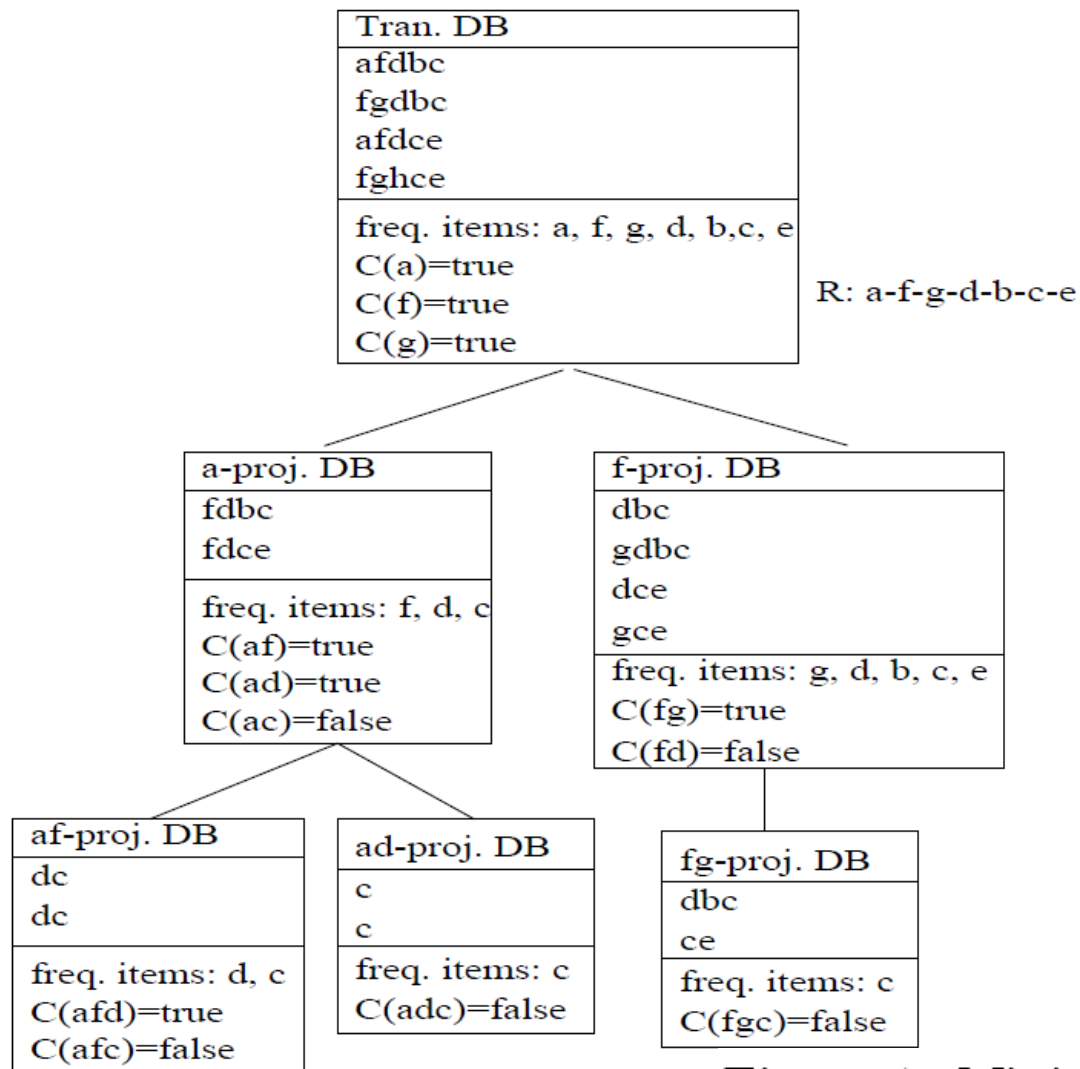 Tran. DB
afdbc
fgdbc
afdce
fghce
freq. items: a, f, g, d, b,c, e
C(a)=true
C(f)=true
C(g)=true
R: a-f-g-d-b-c-e
a-proj. DB
fdbc
fdce
freq. items: f, d, c
C(af)=true
C(ad)=true
C(ac)=false
f-proj. DB
dbc
gdbc
dce
gce
freq. items: g, d, b, c, e
C(fg)=true
C(fd)=false
af-proj. DB
dc
dc
freq. items: d, c
C(afd)=true
C(afc)=false
ad-proj. DB
c
c
freq. items: c
C(adc)=false
fg-proj. DB
dbc
ce
freq. items: c
C(fgc)=false